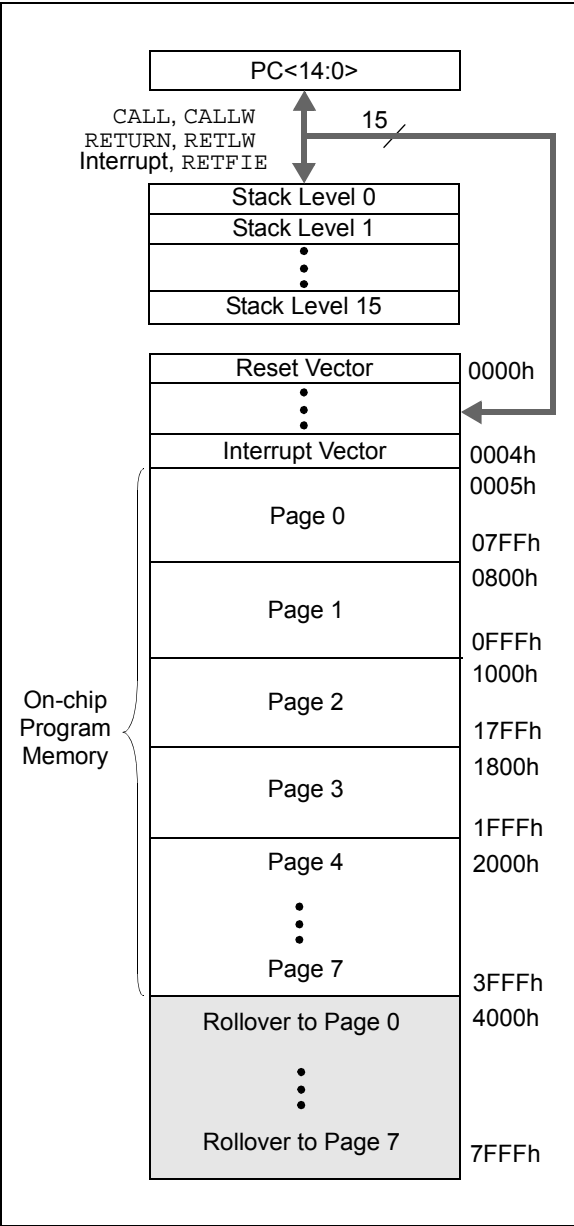 PC<14:0>
CALL, CALLW
RETURN, RETLW
Interrupt, RETFIE
15
Stack Level 0
Stack Level 1
Stack Level 15
Reset Vector
0000h
Interrupt Vector
0004h
0005h
Page 0
07FFh
0800h
Page 1
0FFFh
1000h
On-chip
Program
Memory
Page 2
17FFh
1800h
Page 3
1FFFh
Page 4
2000h
Page 7
3FFFh
Rollover to Page 0
4000h
Rollover to Page 7
7FFFh